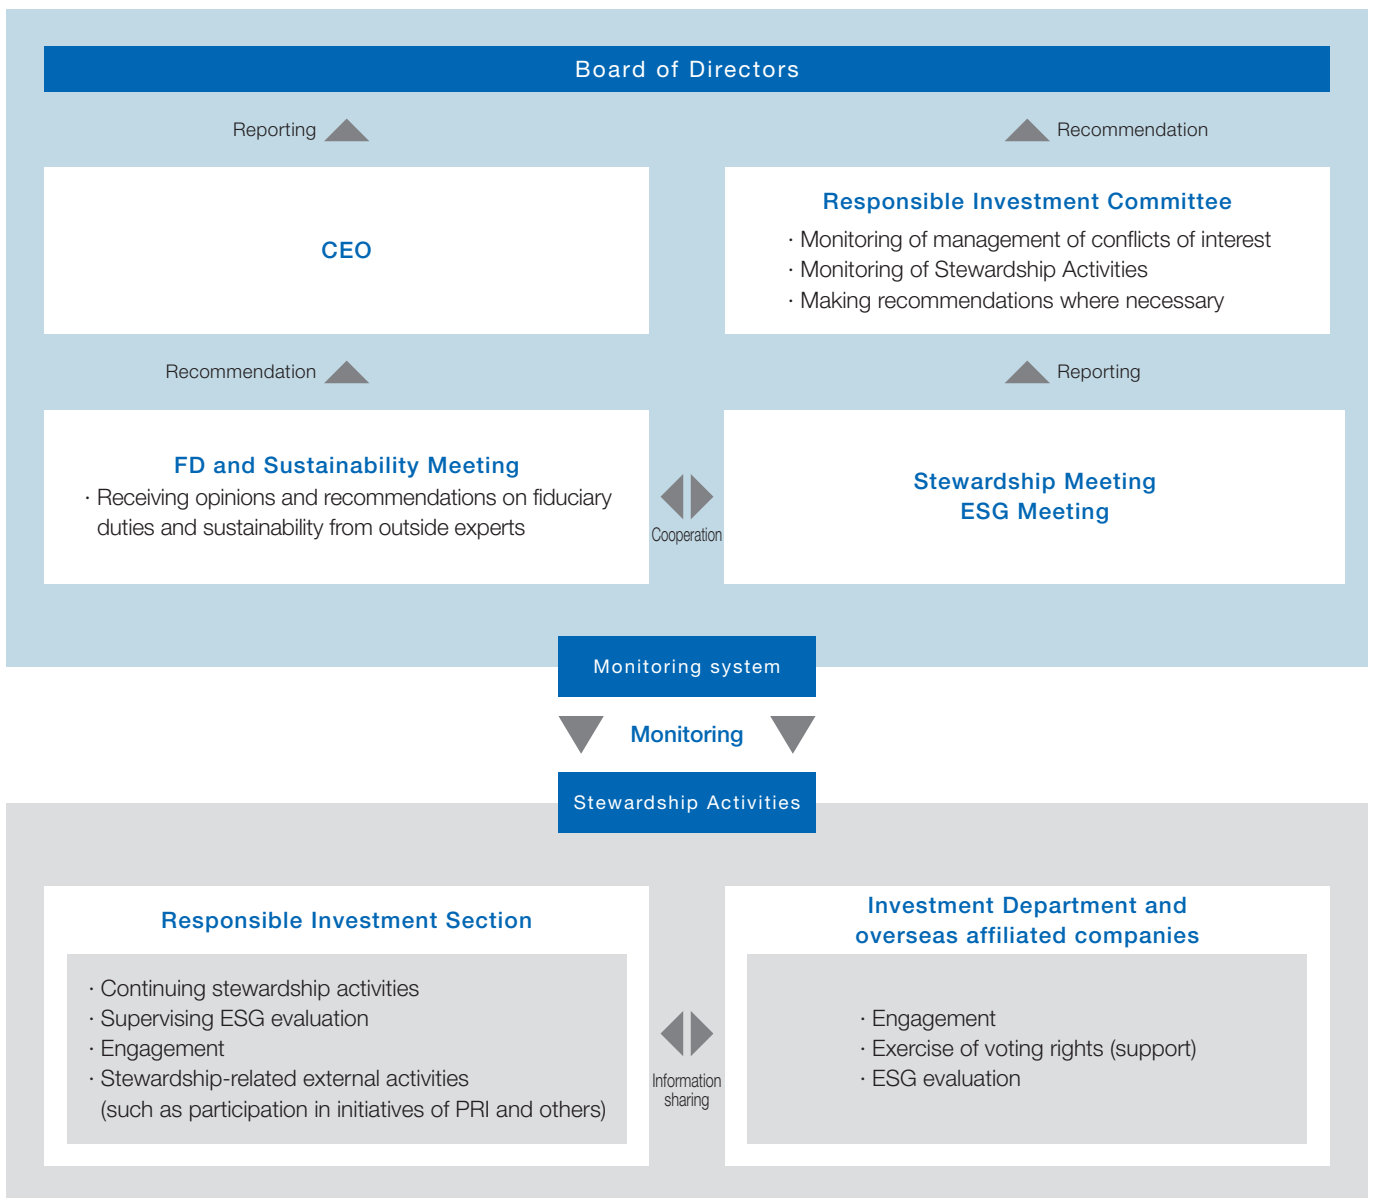 Board of Directors
Reporting
Recommendation
CEO
Responsible Investment Committee
· Monitoring of management of conflicts of interest
· Monitoring of Stewardship Activities
· Making recommendations where necessary
Recommendation
Reporting
FD and Sustainability Meeting
· Receiving opinions and recommendations on fiduciary
duties and sustainability from outside experts
Cooperation
Stewardship Meeting
ESG Meeting
Monitoring system
Monitoring
Stewardship Activities
Responsible Investment Section
· Continuing stewardship activities
· Supervising ESG evaluation
· Engagement
· Stewardship-related external activities
(such as participation in initiatives of PRI and others)
Information
sharing
Investment Department and
overseas affiliated companies
· Engagement
· Exercise of voting rights (support)
· ESG evaluation